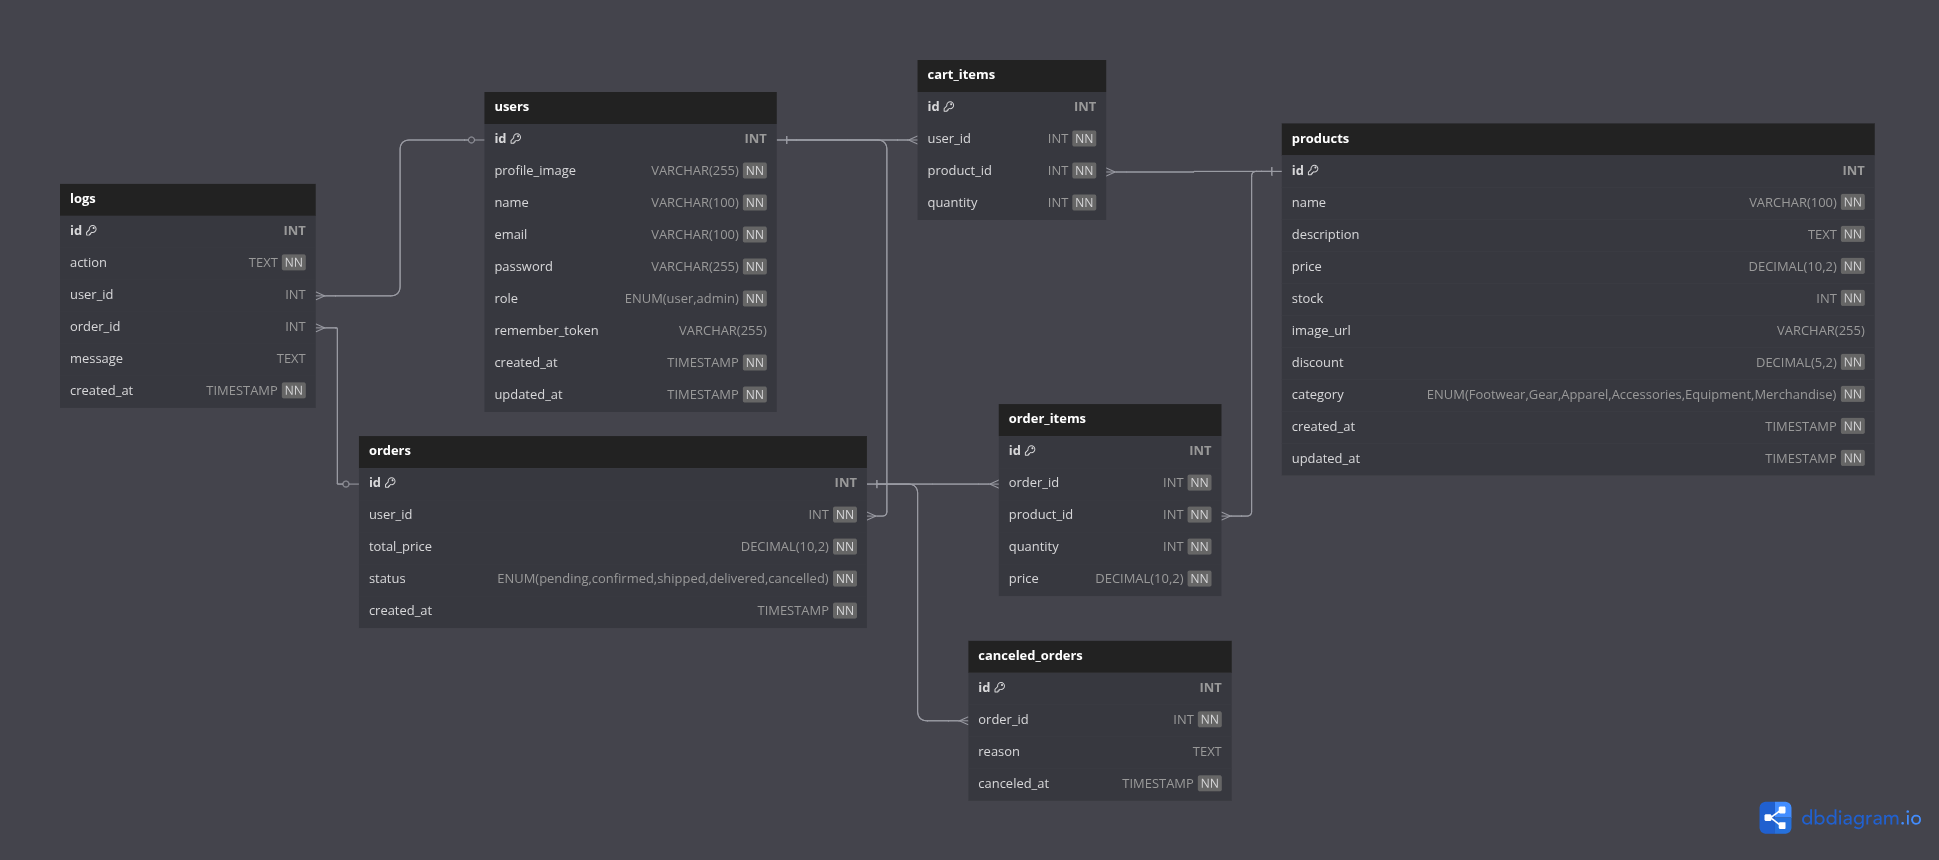 cart_items
id INT
user_id INT NN
product_id INT NN
quantity INT NN
users
id INT
profile_image VARCHAR(255) NN
name VARCHAR(100) NN
email VARCHAR(100) NN
password VARCHAR(255) NN
role ENUM(user,admin) NN
remember_token VARCHAR(255)
created_at TIMESTAMP NN
updated_at TIMESTAMP NN
products
id INT
name VARCHAR(100) NN
description TEXT NN
price DECIMAL(10,2) NN
stock INT NN
image_url VARCHAR(255)
discount DECIMAL(5,2) NN
category ENUM(Footwear,Gear,Apparel,Accessories,Equipment,Merchandise) NN
created_at TIMESTAMP NN
updated_at TIMESTAMP NN
logs
id INT
action TEXT NN
user_id INT
order_id INT
message TEXT
created_at TIMESTAMP NN
orders
id INT
user_id INT NN
total_price DECIMAL(10,2) NN
status ENUM(pending,confirmed,shipped,delivered,cancelled) NN
created_at TIMESTAMP NN
order_items
id INT
order_id INT NN
product_id INT NN
quantity INT NN
price DECIMAL(10,2) NN
canceled_orders
id INT
order_id INT NN
reason TEXT
canceled_at TIMESTAMP NN
dbdiagram.io